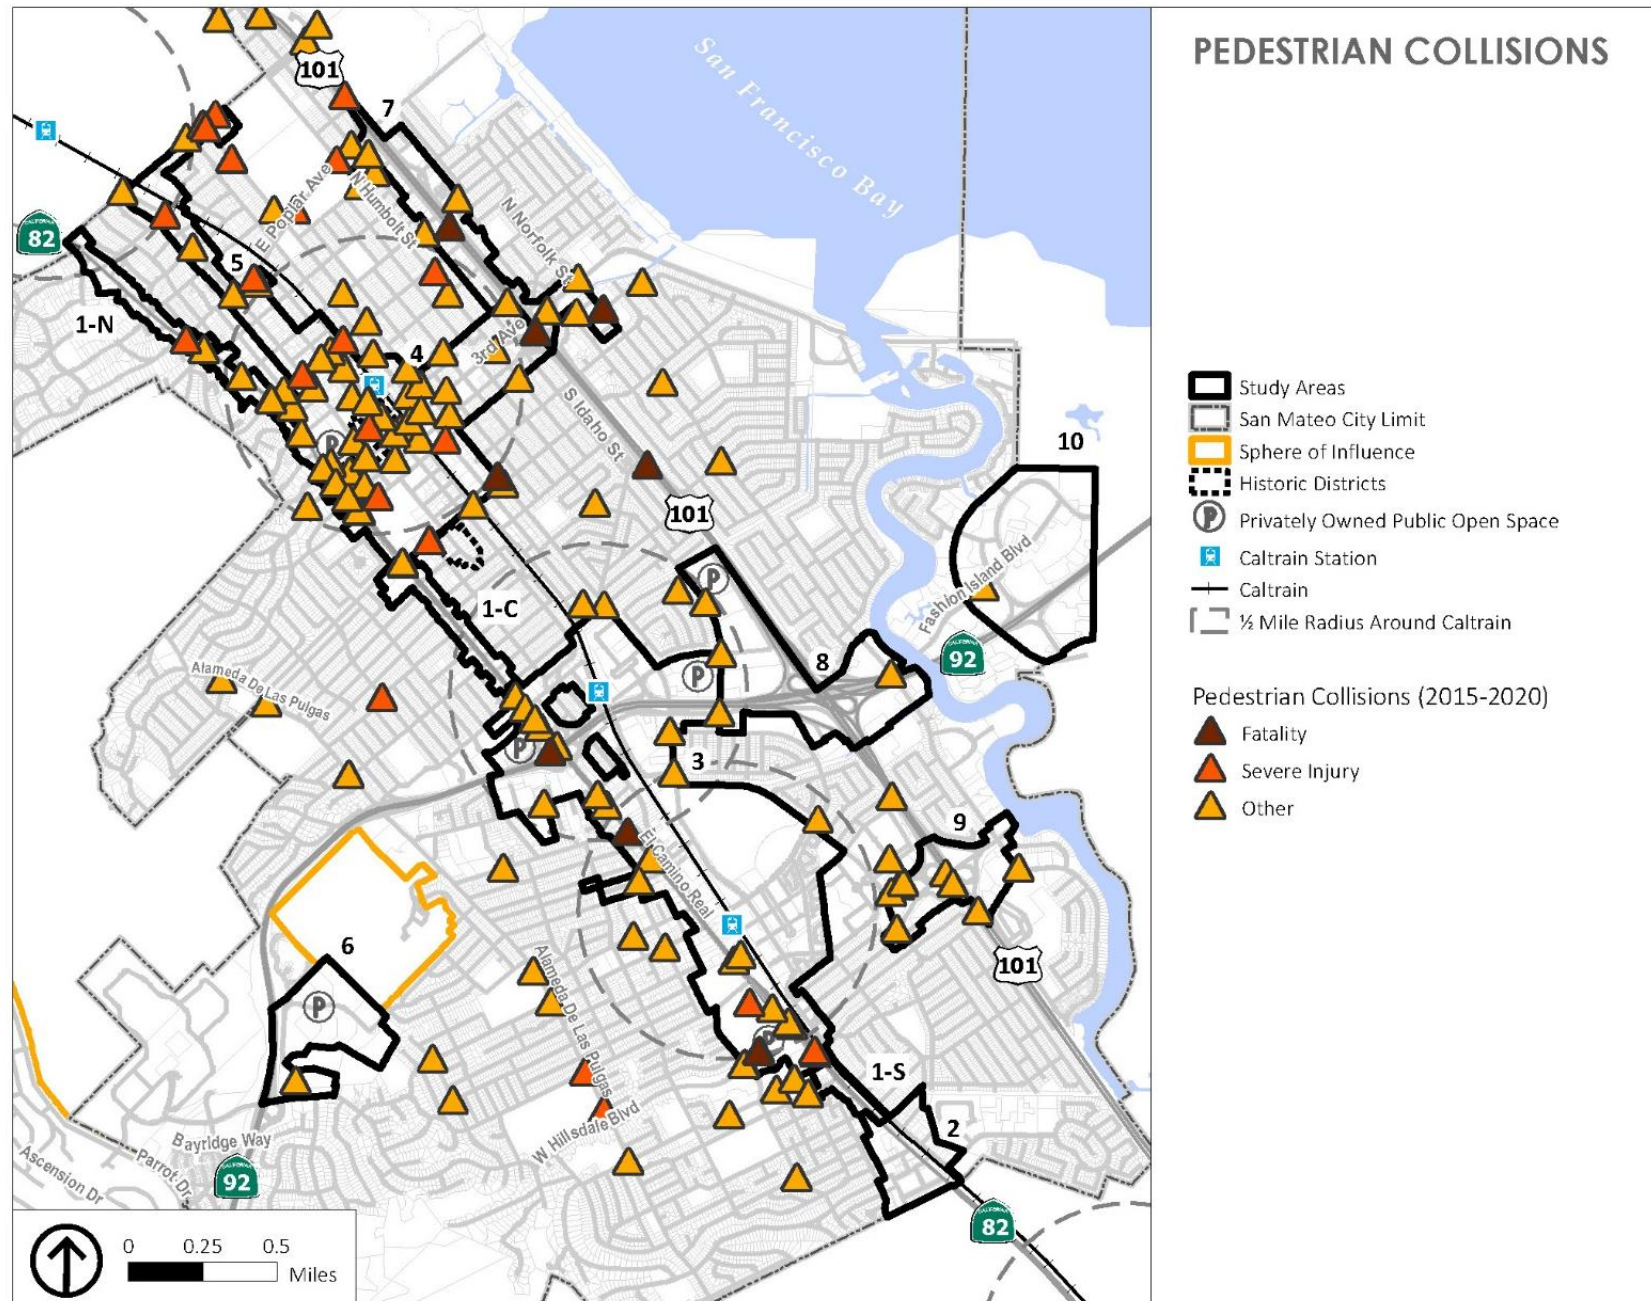 PEDESTRIAN COLLISIONS
San Francisco Bay
101
7
82
E Poplar Ave
N Humbolt St
N Norfolk St
5
1-N
4
3rd Ave
S Idaho St
10
101
Fashion Island Blvd
92
1-C
8
Alameda De Las Pulgas
3
9
El Camino Real
6
101
Alameda De Las Pulgas
1-S
2
W Hillsdale Blvd
Bayridge Way
Parrot Dr
Ascension Dr
92
82
0 0.25 0.5
Miles
Study Areas
San Mateo City Limit
Sphere of Influence
Historic Districts
P Privately Owned Public Open Space
Caltrain Station
Caltrain
½ Mile Radius Around Caltrain
Pedestrian Collisions (2015-2020)
Fatality
Severe Injury
Other